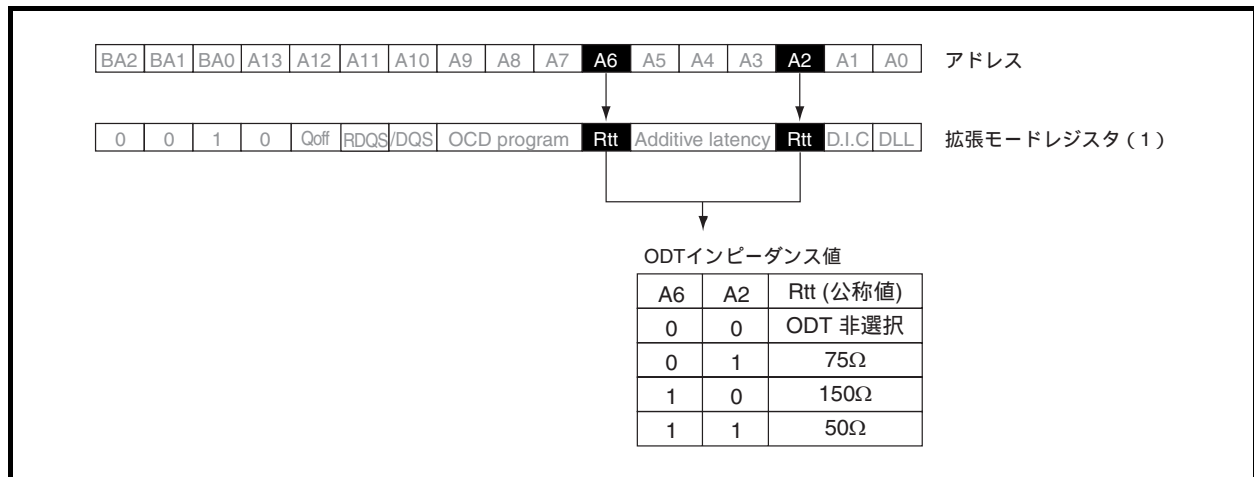 BA2 BA1 BA0 A13 A12 A11 A10 A9 A8 A7 A6 A5 A4 A3 A2 A1 A0 アドレス
0 0 1 0 Qoff RDQS /DQS OCD program Rtt Additive latency Rtt D.I.C DLL 拡張モードレジスタ(1)
ODTインピーダンス値
A6 A2 Rtt (公称値)
0 0 ODT 非選択
0 1 75Ω
1 0 150Ω
1 1 50Ω